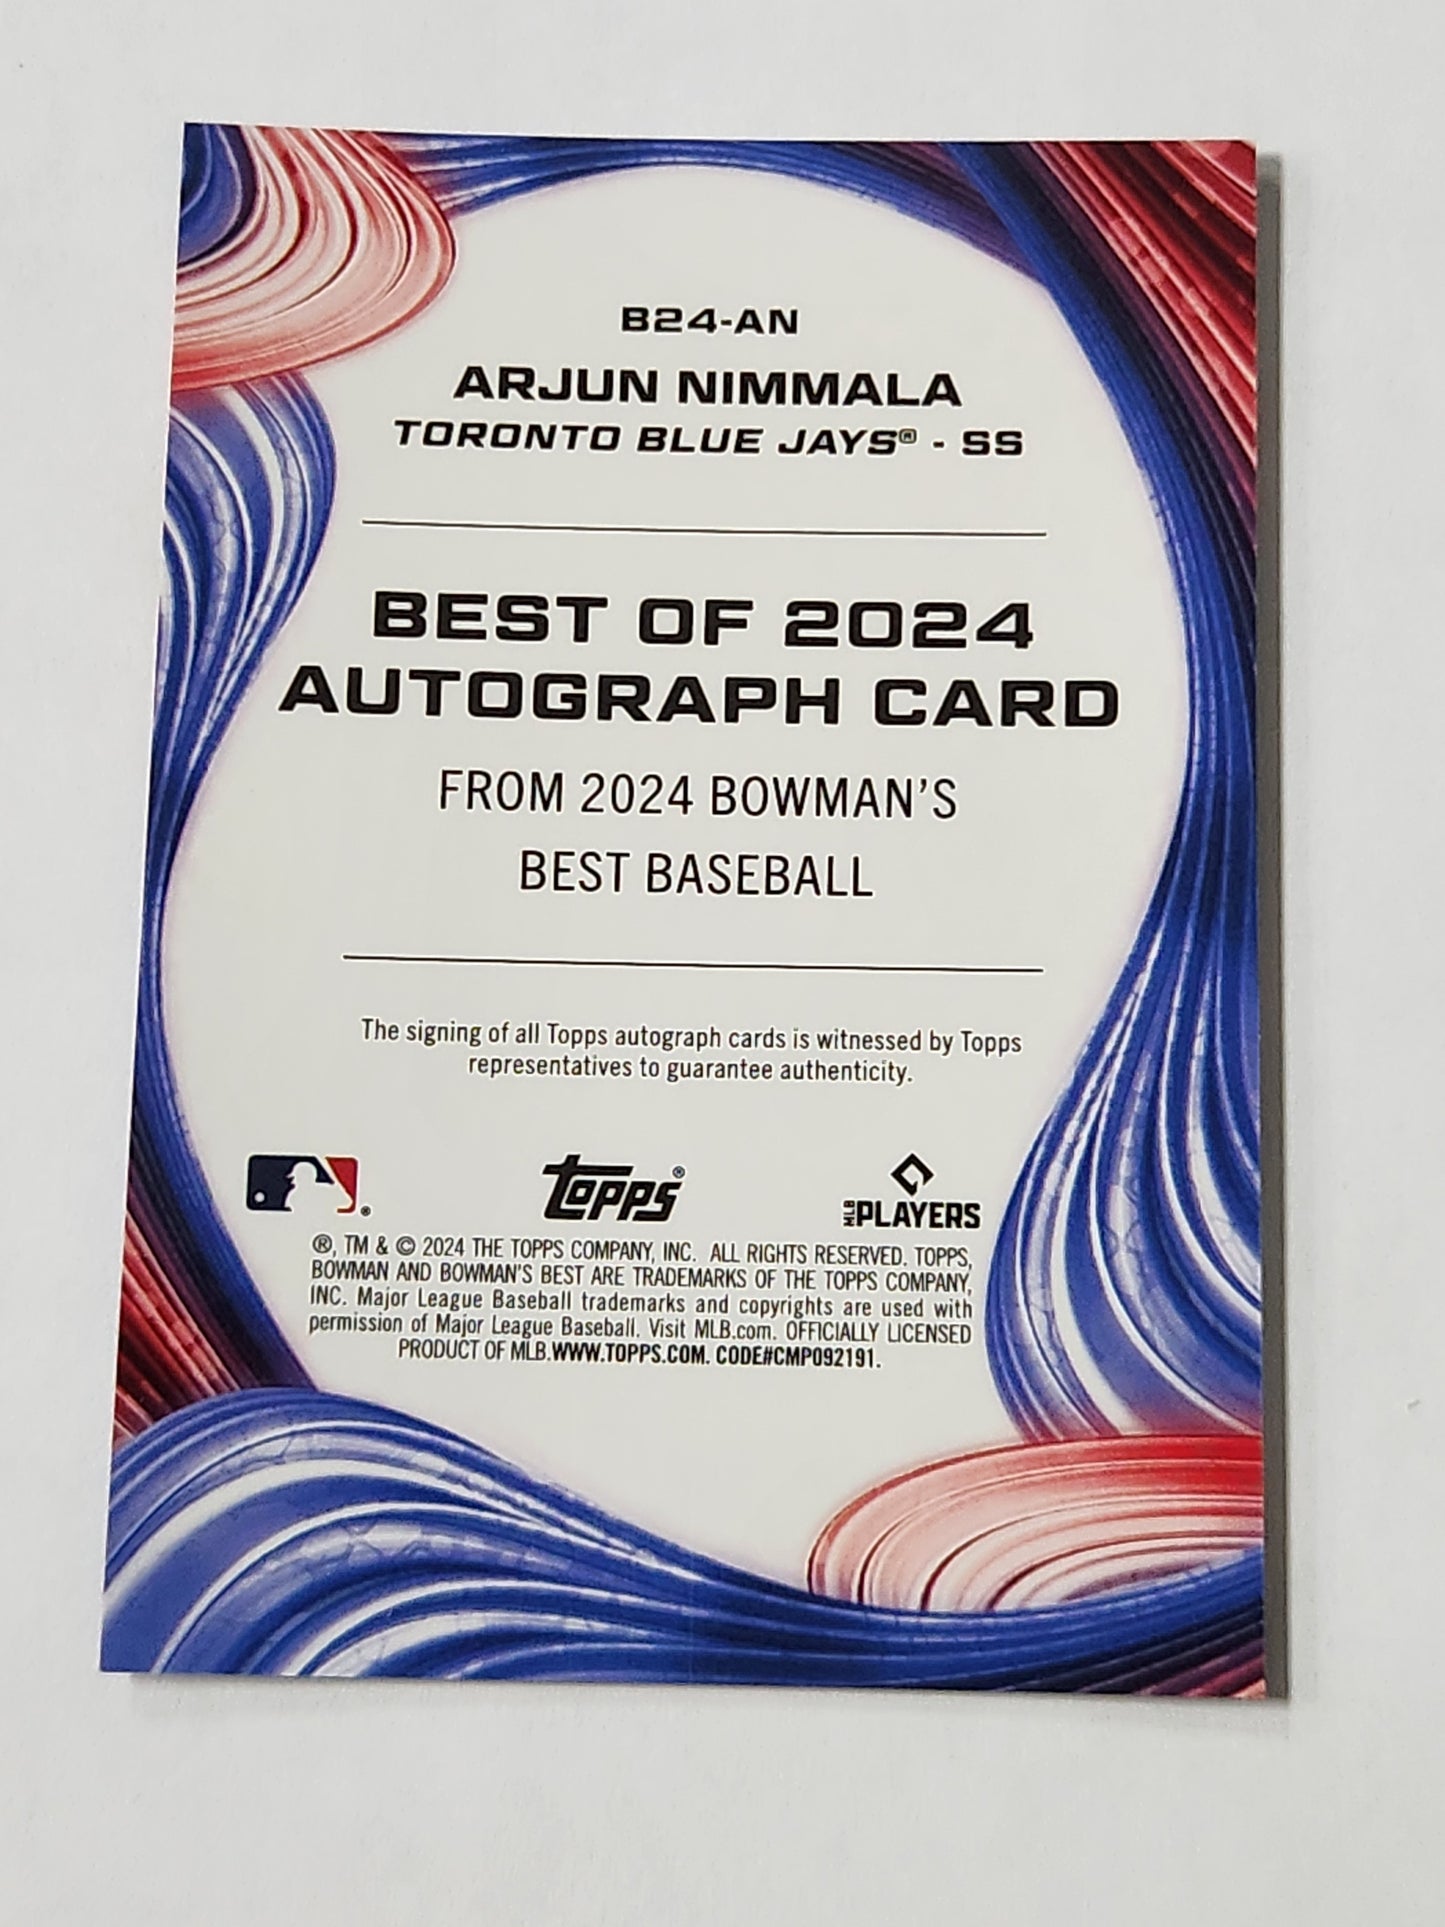 B24-AN
ARJUN NIMMALA
TORONTO BLUE JAYS® - SS
BEST OF 2024
AUTOGRAPH CARD
FROM 2024 BOWMAN'S
BEST BASEBALL
The signing of all Topps autograph cards is witnessed by Topps
representatives to guarantee authenticity.
® topps® MLB PLAYERS
®, TM & © 2024 THE TOPPS COMPANY, INC. ALL RIGHTS RESERVED. TOPPS,
BOWMAN AND BOWMAN'S BEST ARE TRADEMARKS OF THE TOPPS COMPANY,
INC. Major League Baseball trademarks and copyrights are used with
permission of Major League Baseball. Visit MLB.com. OFFICIALLY LICENSED
PRODUCT OF MLB.WWW.TOPPS.COM. CODE#CMP092191.